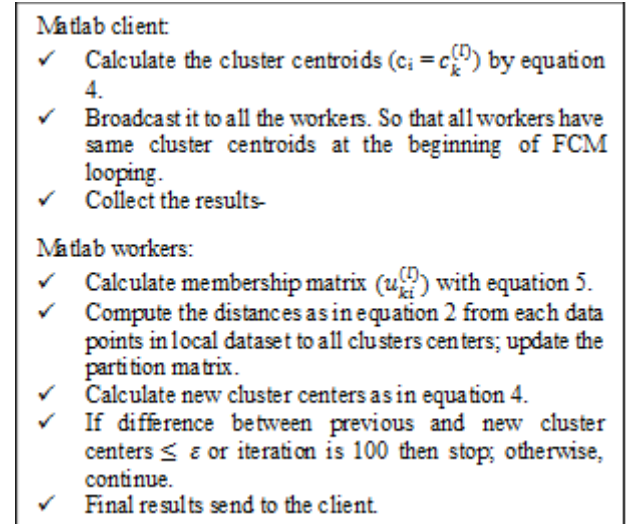 Matlab client:
✓ Calculate the cluster centroids (cᵢ = c_k^(l)) by equation
4.
✓ Broadcast it to all the workers. So that all workers have
same cluster centroids at the beginning of FCM
looping.
✓ Collect the results-
Matlab workers:
✓ Calculate membership matrix (u_ki^(l)) with equation 5.
✓ Compute the distances as in equation 2 from each data
points in local dataset to all clusters centers; update the
partition matrix.
✓ Calculate new cluster centers as in equation 4.
✓ If difference between previous and new cluster
centers ≤ ε or iteration is 100 then stop; otherwise,
continue.
✓ Final results send to the client.